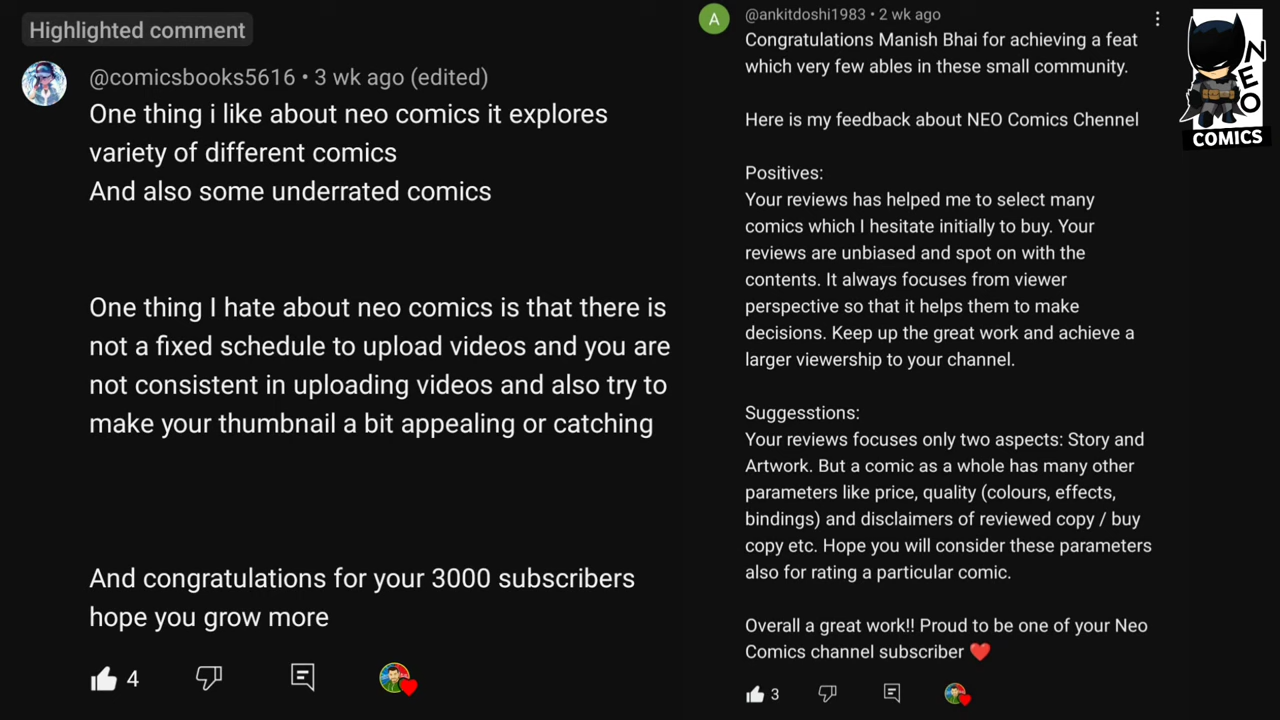 Highlighted comment
@comicsbooks5616 • 3 wk ago (edited)
One thing i like about neo comics it explores
variety of different comics
And also some underrated comics
One thing I hate about neo comics is that there is
not a fixed schedule to upload videos and you are
not consistent in uploading videos and also try to
make your thumbnail a bit appealing or catching
And congratulations for your 3000 subscribers
hope you grow more
4
A
@ankitdoshi1983 • 2 wk ago
Congratulations Manish Bhai for achieving a feat
which very few ables in these small community.
Here is my feedback about NEO Comics Chennel
Positives:
Your reviews has helped me to select many
comics which I hesitate initially to buy. Your
reviews are unbiased and spot on with the
contents. It always focuses from viewer
perspective so that it helps them to make
decisions. Keep up the great work and achieve a
larger viewership to your channel.
Suggesstions:
Your reviews focuses only two aspects: Story and
Artwork. But a comic as a whole has many other
parameters like price, quality (colours, effects,
bindings) and disclaimers of reviewed copy / buy
copy etc. Hope you will consider these parameters
also for rating a particular comic.
Overall a great work!! Proud to be one of your Neo
Comics channel subscriber ❤️
3
NEO
COMICS